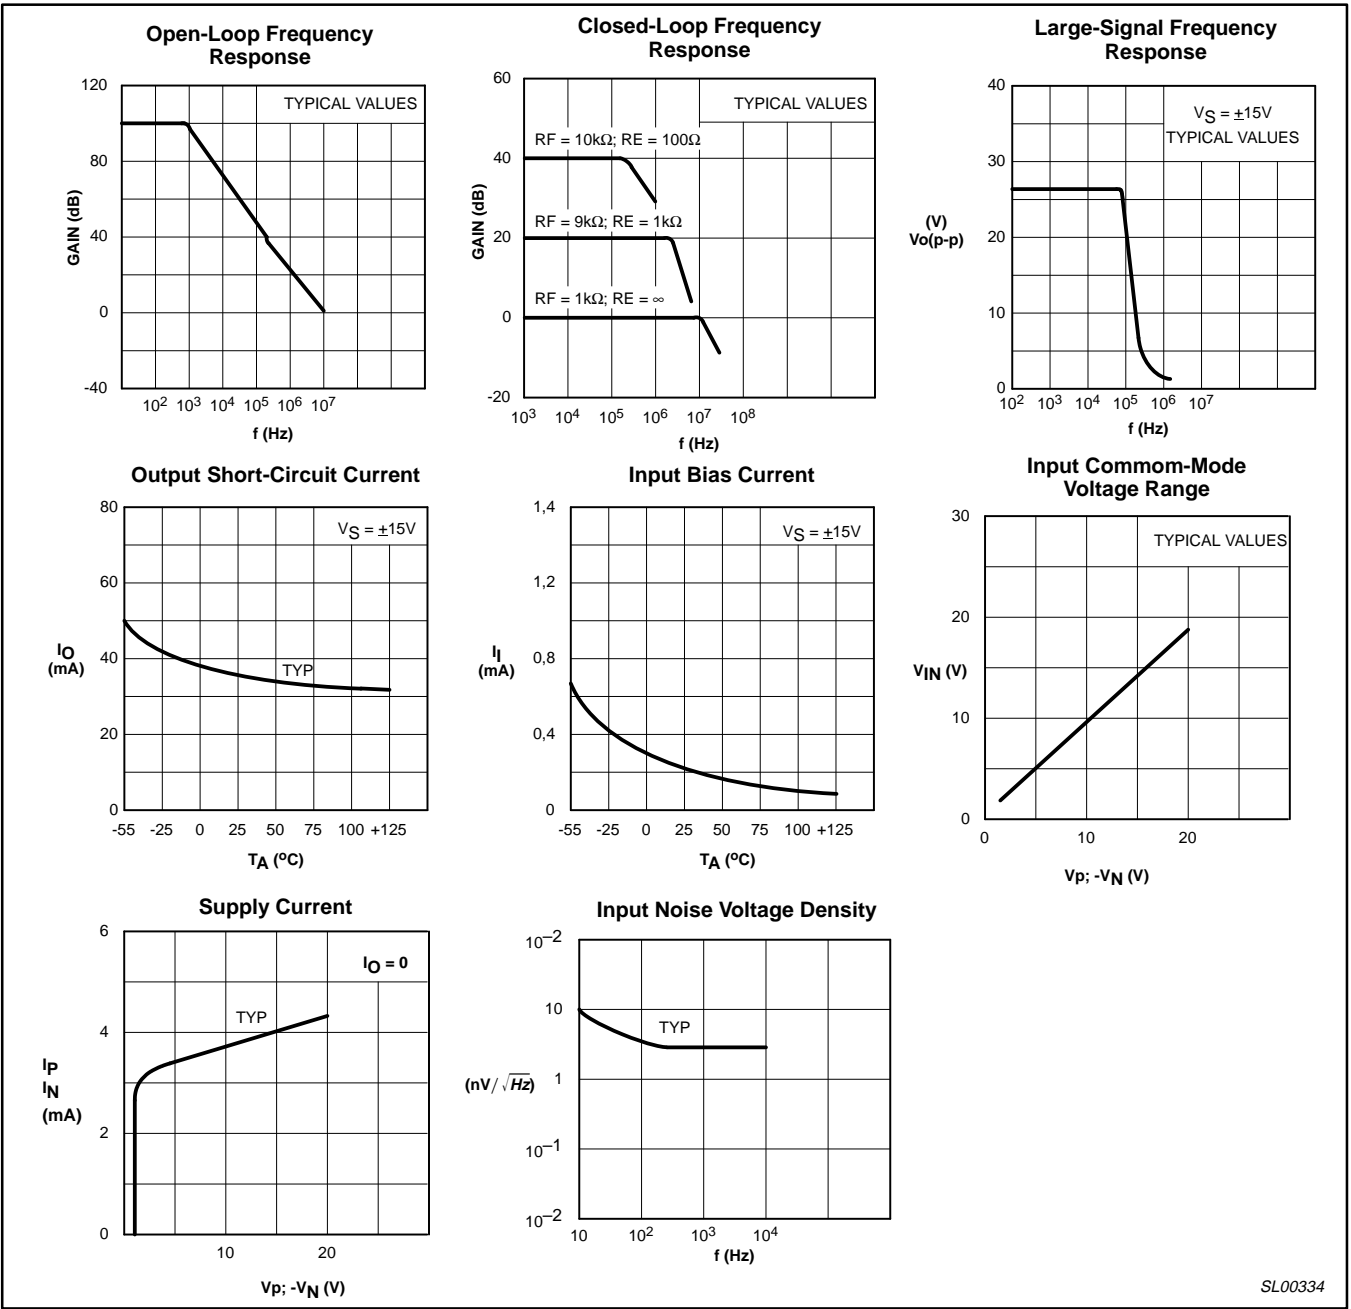 Open-Loop Frequency
Response
120
80
40
0
-40
GAIN (dB)
TYPICAL VALUES
10² 10³ 10⁴ 10⁵ 10⁶ 10⁷
f (Hz)
Closed-Loop Frequency
Response
60
40
20
0
-20
GAIN (dB)
TYPICAL VALUES
RF = 10kΩ; RE = 100Ω
RF = 9kΩ; RE = 1kΩ
RF = 1kΩ; RE = ∞
10³ 10⁴ 10⁵ 10⁶ 10⁷ 10⁸
f (Hz)
Large-Signal Frequency
Response
40
30
20
10
0
(V)
Vo(p-p)
VS = ±15V
TYPICAL VALUES
10² 10³ 10⁴ 10⁵ 10⁶ 10⁷
f (Hz)
Output Short-Circuit Current
80
60
40
20
0
IO
(mA)
VS = ±15V
TYP
-55 -25 0 25 50 75 100 +125
TA (°C)
Input Bias Current
1,4
1,2
0,8
0,4
0
II
(mA)
VS = ±15V
-55 -25 0 25 50 75 100 +125
TA (°C)
Input Commom-Mode
Voltage Range
30
20
10
0
VIN (V)
TYPICAL VALUES
0 10 20
Vp; -VN (V)
Supply Current
6
4
2
0
IP
IN
(mA)
IO = 0
TYP
10 20
Vp; -VN (V)
Input Noise Voltage Density
10⁻²
10
1
10⁻¹
10⁻²
(nV/√Hz)
TYP
10 10² 10³ 10⁴
f (Hz)
SL00334